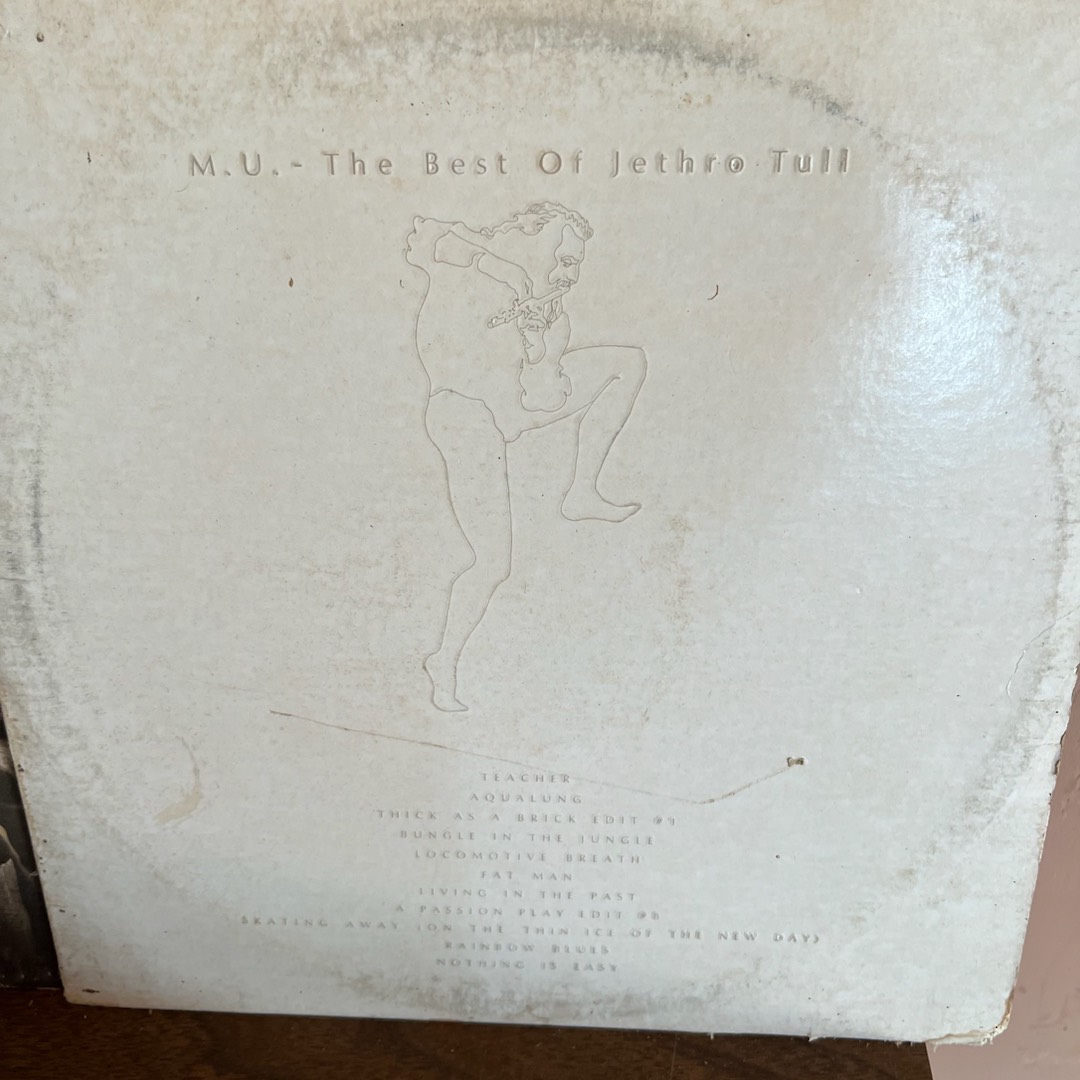 M.U. - The Best Of Jethro Tull
TEACHER
AQUALUNG
THICK AS A BRICK EDIT #1
BUNGLE IN THE JUNGLE
LOCOMOTIVE BREATH
FAT MAN
LIVING IN THE PAST
A PASSION PLAY EDIT #8
SKATING AWAY (ON THE THIN ICE OF THE NEW DAY)
RAINBOW BLUES
NOTHING IS EASY